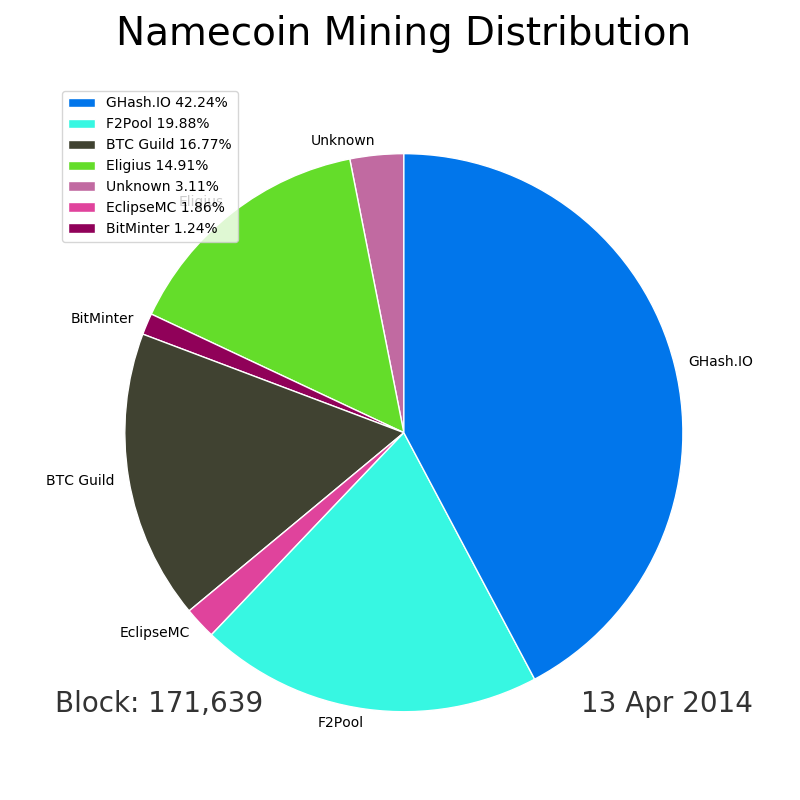 Namecoin Mining Distribution
GHash.IO 42.24%
F2Pool 19.88%
BTC Guild 16.77%
Eligius 14.91%
Unknown 3.11%
EclipseMC 1.86%
BitMinter 1.24%
Unknown
Eligius
BitMinter
GHash.IO
BTC Guild
EclipseMC
F2Pool
Block: 171,639
13 Apr 2014